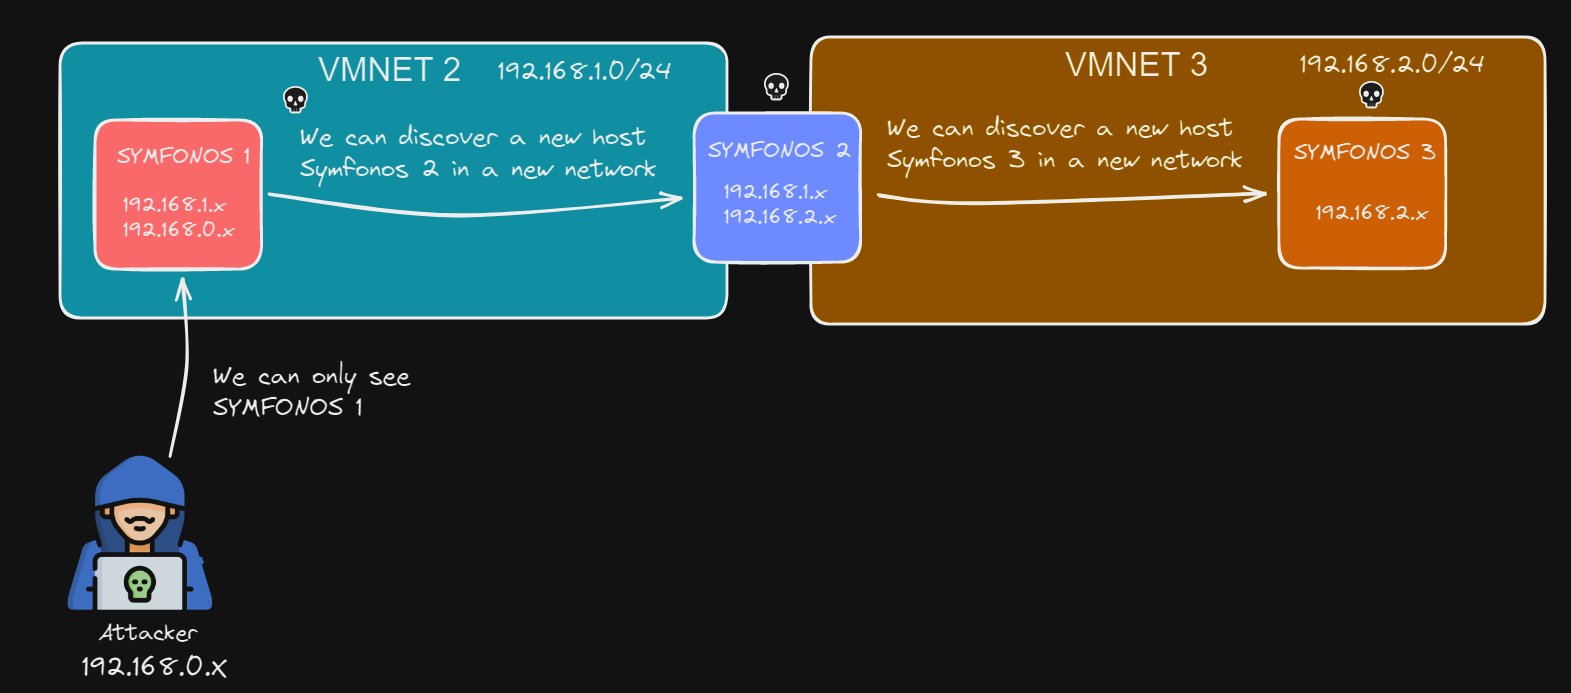 VMNET 2 192.168.1.0/24
We can discover a new host
Symfonos 2 in a new network
SYMFONOS 1
192.168.1.x
192.168.0.x
SYMFONOS 2
192.168.1.x
192.168.2.x
VMNET 3 192.168.2.0/24
We can discover a new host
Symfonos 3 in a new network
SYMFONOS 3
192.168.2.x
We can only see
SYMFONOS 1
Attacker
192.168.0.x